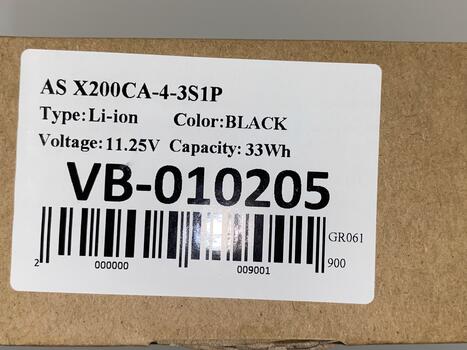 AS X200CA-4-3S1P
Type:Li-ion Color:BLACK
Voltage:11.25V Capacity:33Wh
VB-010205
GR061
2 000000 009001 900